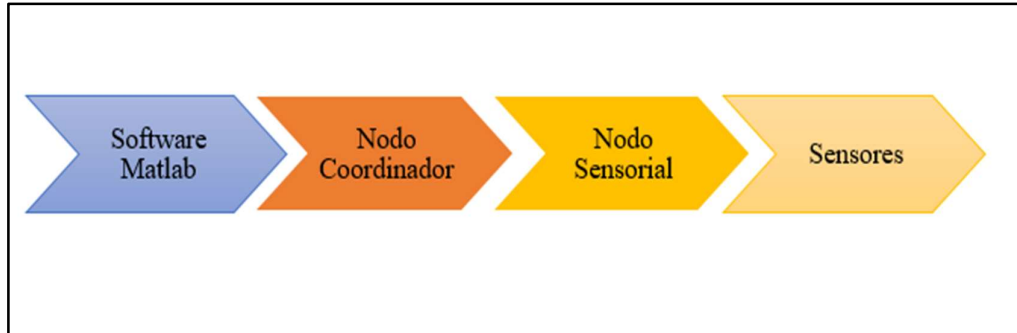 Software
Matlab
Nodo
Coordinador
Nodo
Sensorial
Sensores